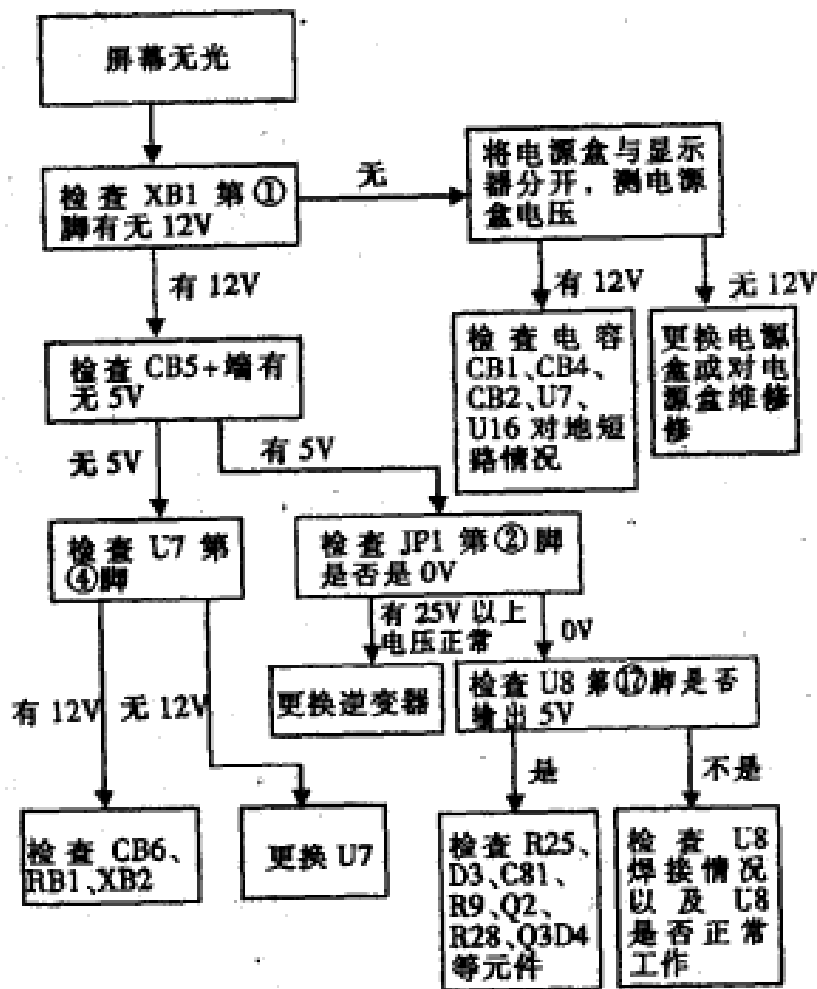 屏幕无光
检查 XB1 第①
脚有无 12V
无
将电源盒与显示
器分开，测电源
盒电压
有 12V
有 12V
无 12V
检查电容
CB1、CB4、
CB2、U7、
U16 对地短
路情况
更换电源
盒或对电
源盒维修
修
检查 CB5+端有
无 5V
无 5V
有 5V
检查 U7 第
④脚
检查 JP1 第②脚
是否是 0V
有 25V 以上
电压正常
0V
更换逆变器
检查 U8 第⑰脚是否
输出 5V
有 12V
无 12V
是
不是
检查 CB6、
RB1、XB2
更换 U7
检查 R25、
D3、C81、
R9、Q2、
R28、Q3D4
等元件
检查 U8
焊接情况
以及 U8
是否正常
工作